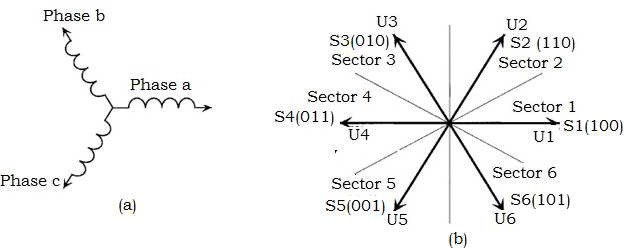 Phase b
Phase a
Phase c
(a)
U3
S3(010)
Sector 3
U2
S2 (110)
Sector 2
Sector 4
S4(011)
U4
Sector 1
U1
S1(100)
Sector 5
S5(001)
U5
Sector 6
S6(101)
U6
(b)